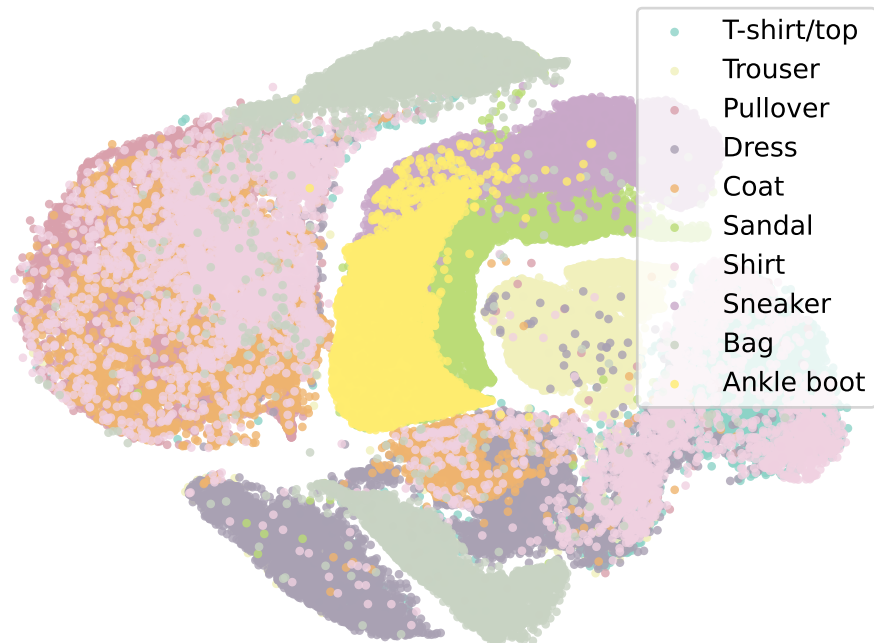 T-shirt/top
Trouser
Pullover
Dress
Coat
Sandal
Shirt
Sneaker
Bag
Ankle boot